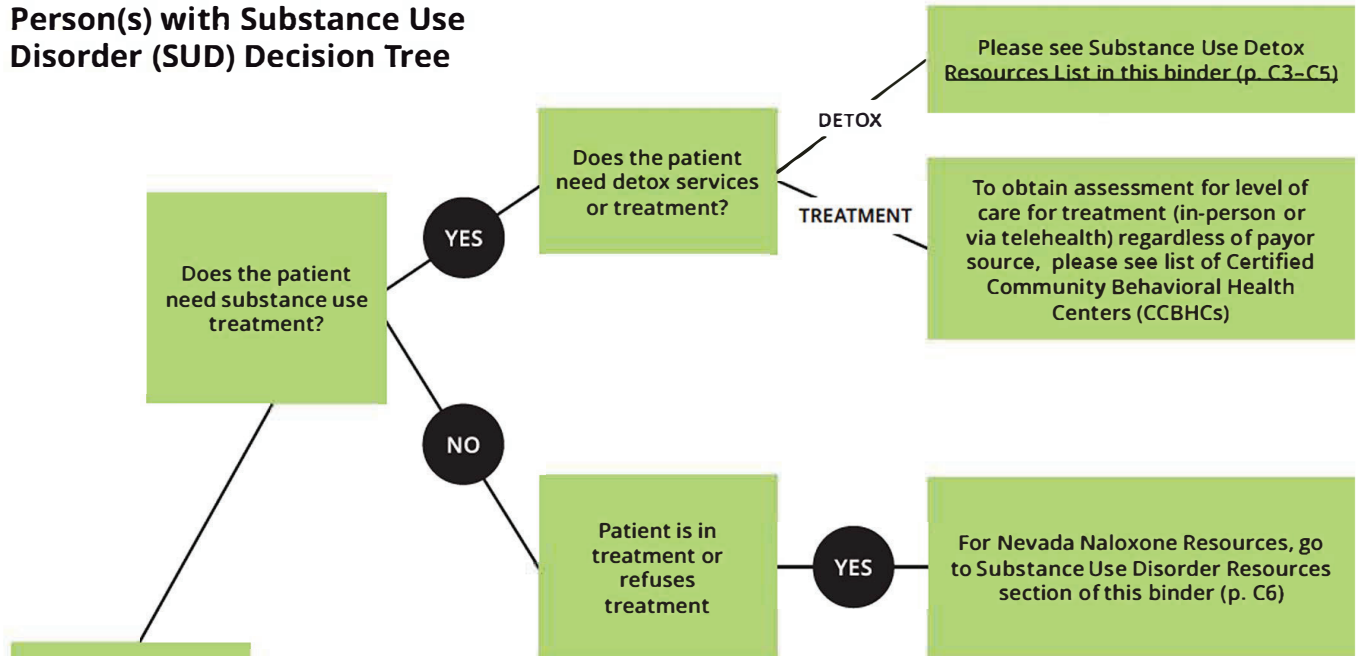 Person(s) with Substance Use
Disorder (SUD) Decision Tree
Please see Substance Use Detox
Resources List in this binder (p. C3–C5)
DETOX
Does the patient
need detox services
or treatment?
TREATMENT
To obtain assessment for level of
care for treatment (in-person or
via telehealth) regardless of payor
source, please see list of Certified
Community Behavioral Health
Centers (CCBHCs)
YES
Does the patient
need substance use
treatment?
NO
Patient is in
treatment or
refuses
treatment
YES
For Nevada Naloxone Resources, go
to Substance Use Disorder Resources
section of this binder (p. C6)